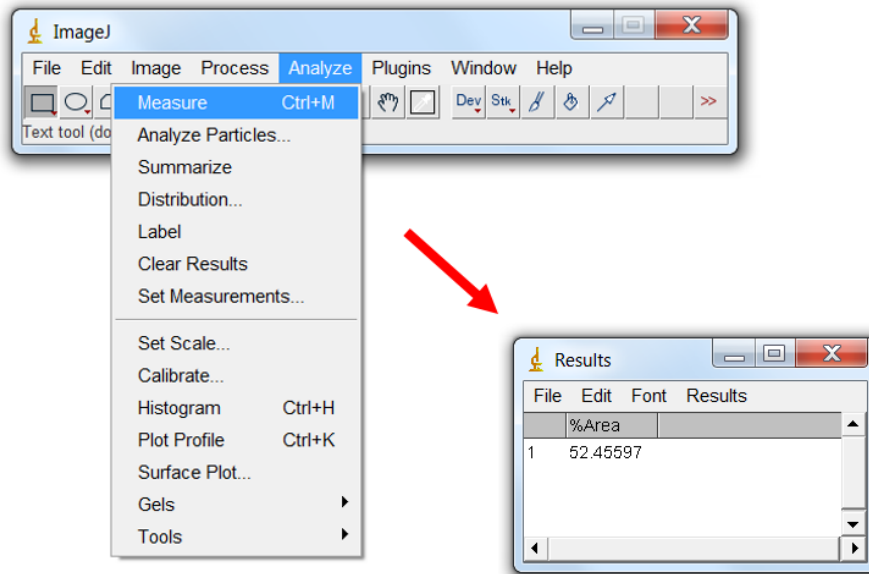 ImageJ
File Edit Image Process Analyze Plugins Window Help
Dev Stk >>
Text tool (do
Measure Ctrl+M
Analyze Particles...
Summarize
Distribution...
Label
Clear Results
Set Measurements...
Set Scale...
Calibrate...
Histogram Ctrl+H
Plot Profile Ctrl+K
Surface Plot...
Gels
Tools
Results
File Edit Font Results
%Area
1 52.45597